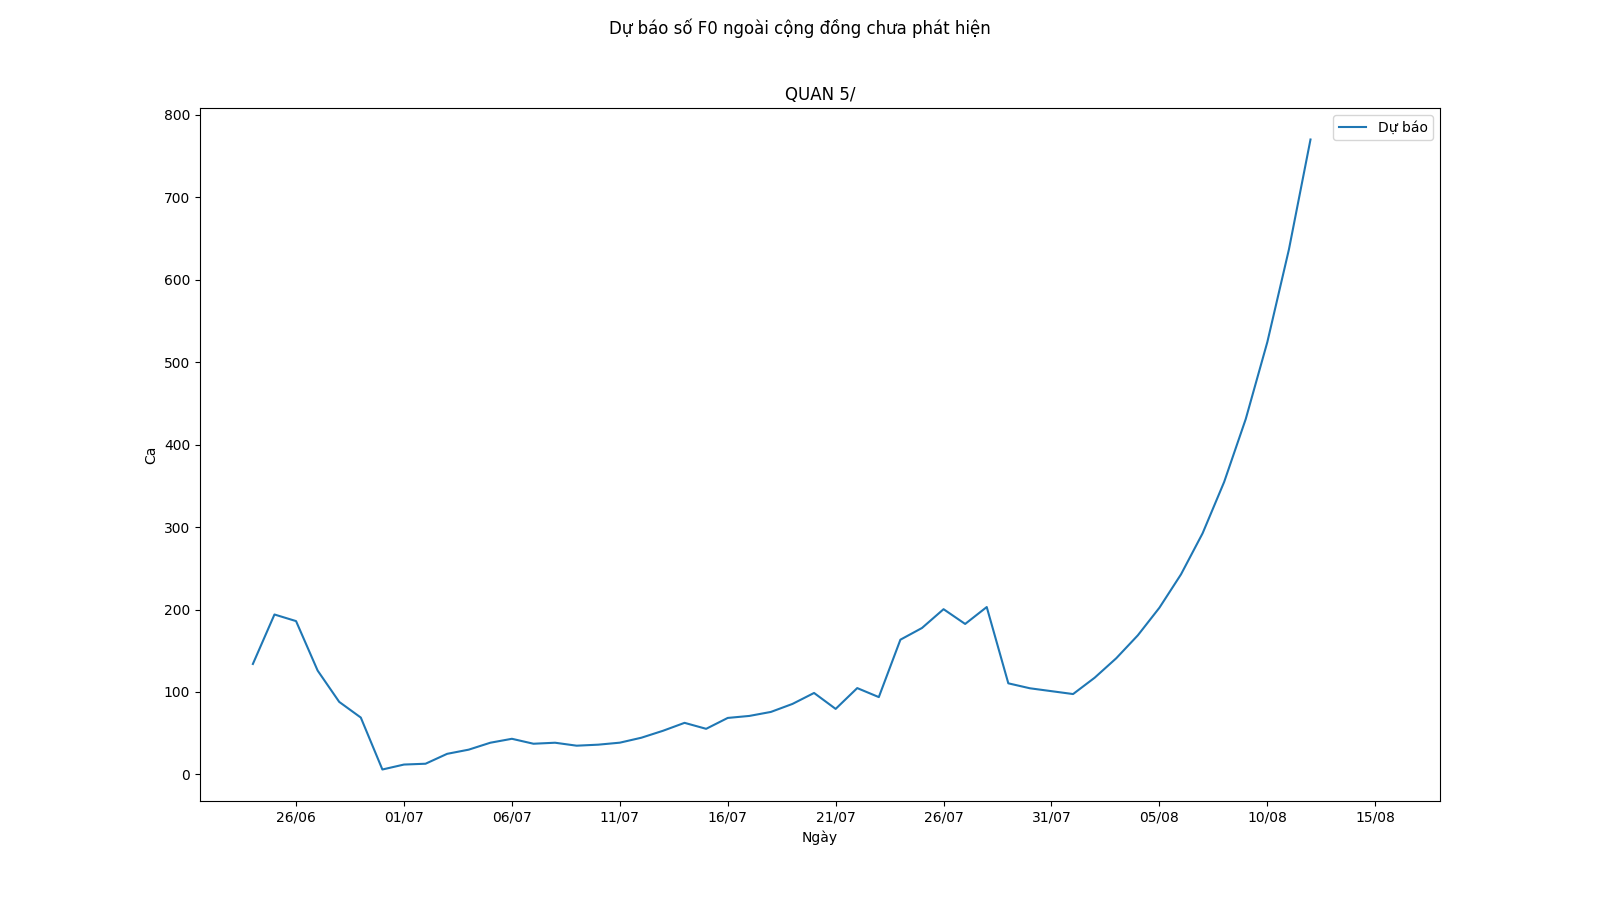 Dự báo số F0 ngoài cộng đồng chưa phát hiện
QUAN 5/
Dự báo
800
700
600
500
400
300
200
100
0
Ca
26/06 01/07 06/07 11/07 16/07 21/07 26/07 31/07 05/08 10/08 15/08
Ngày